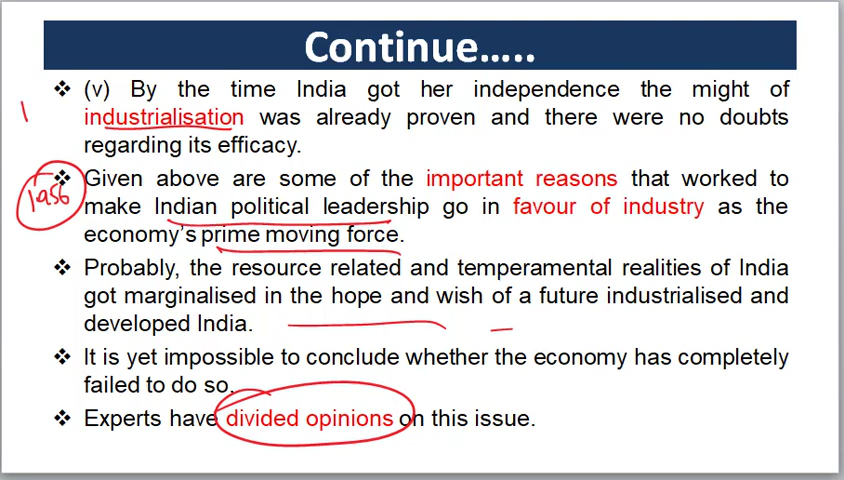 Continue.....
❖ (v) By the time India got her independence the might of
industrialisation was already proven and there were no doubts
regarding its efficacy.
❖ Given above are some of the important reasons that worked to
1956
make Indian political leadership go in favour of industry as the
economy's prime moving force.
❖ Probably, the resource related and temperamental realities of India
got marginalised in the hope and wish of a future industrialised and
developed India.
❖ It is yet impossible to conclude whether the economy has completely
failed to do so.
❖ Experts have divided opinions on this issue.